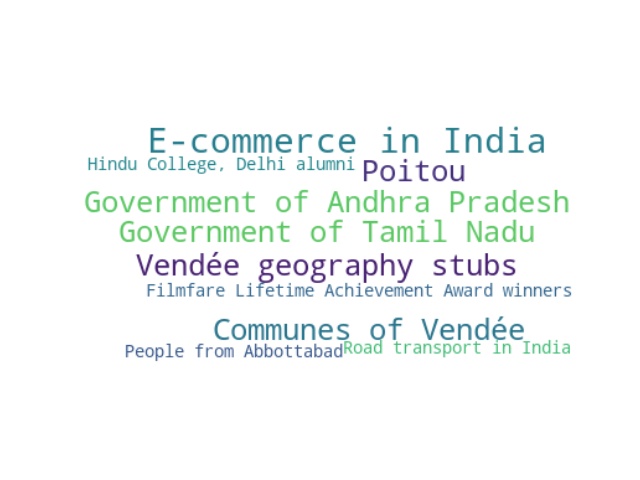 E-commerce in India
Hindu College, Delhi alumni
Poitou
Government of Andhra Pradesh
Government of Tamil Nadu
Vendée geography stubs
Filmfare Lifetime Achievement Award winners
Communes of Vendée
People from Abbottabad
Road transport in India